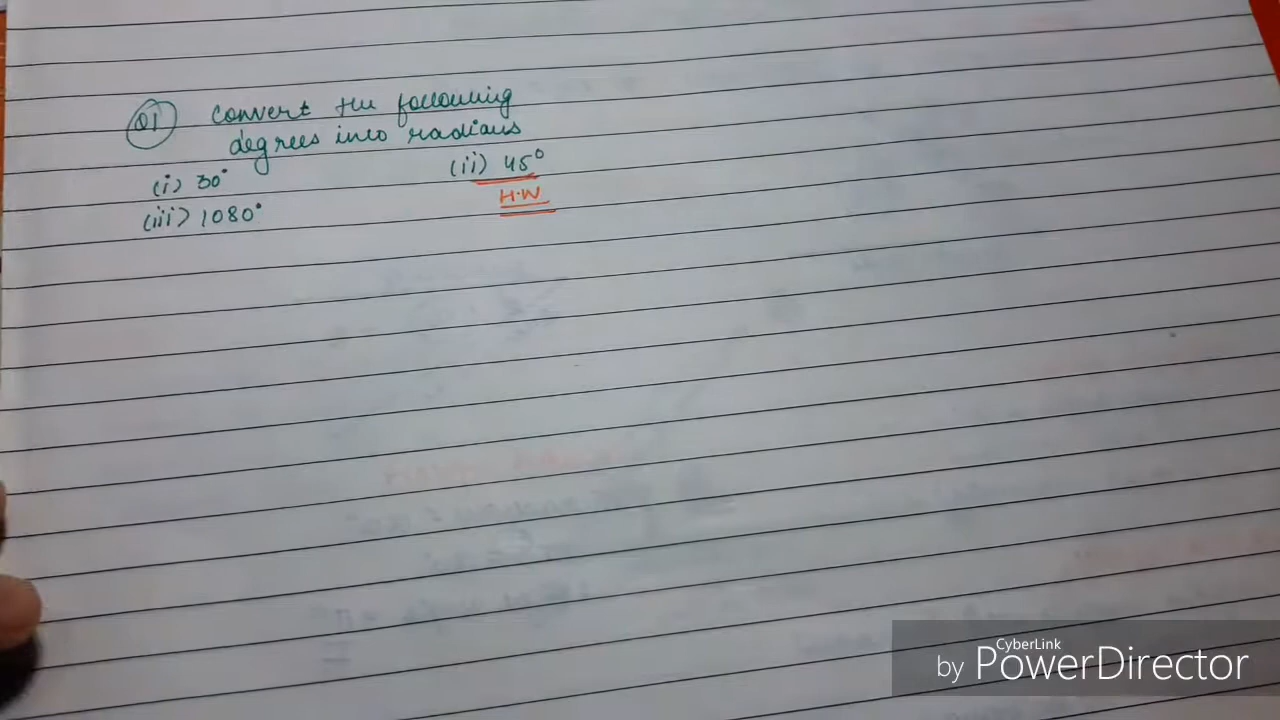 Q1 Convert the following
degrees into radians
(i) 30° (ii) 45°
H.W
(iii) 1080°
CyberLink
by PowerDirector